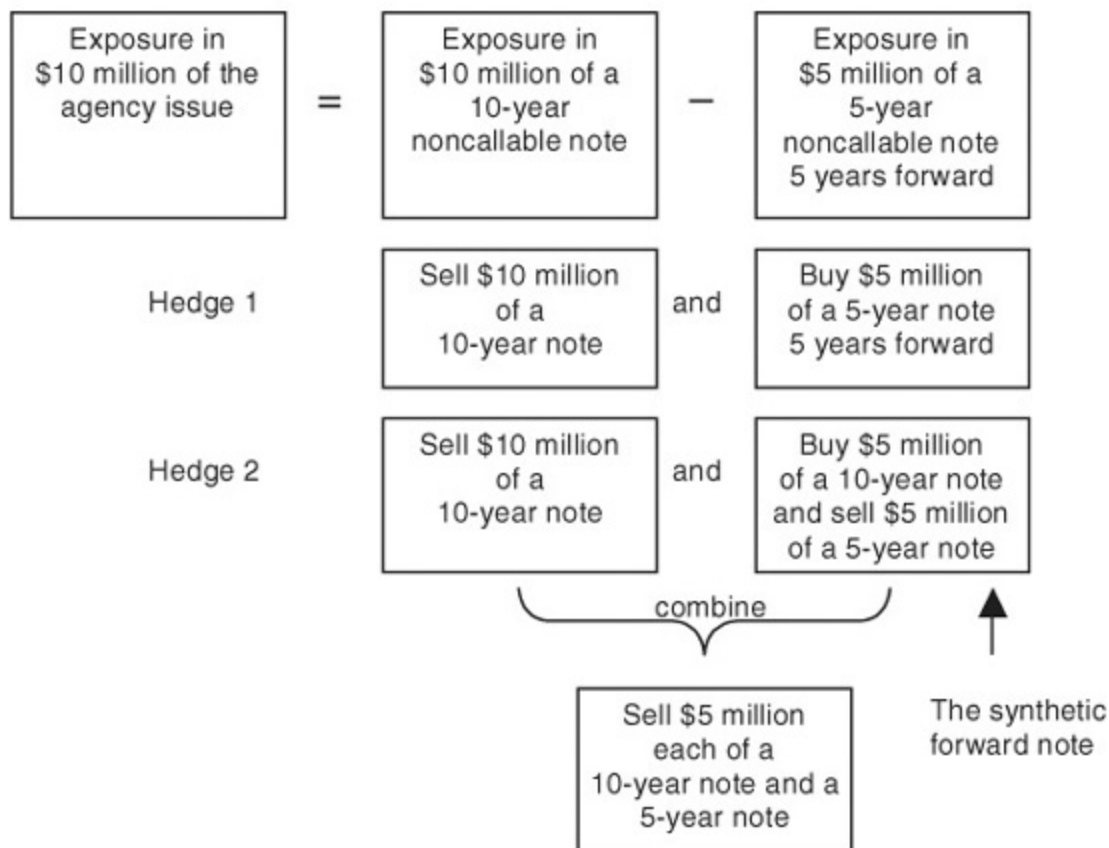 Exposure in
$10 million of the
agency issue
=
Exposure in
$10 million of a
10-year
noncallable note
–
Exposure in
$5 million of a
5-year
noncallable note
5 years forward
Hedge 1
Sell $10 million
of a
10-year note
and
Buy $5 million
of a 5-year note
5 years forward
Hedge 2
Sell $10 million
of a
10-year note
and
Buy $5 million
of a 10-year note
and sell $5 million
of a 5-year note
combine
Sell $5 million
each of a
10-year note and a
5-year note
The synthetic
forward note